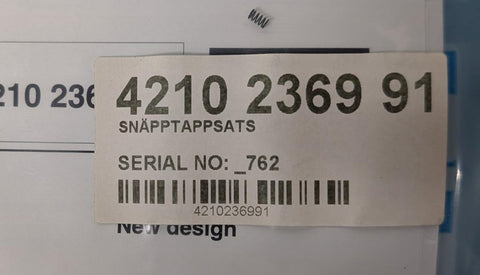 210 236
4210 2369 91
SNÄPPTAPPSATS
SERIAL NO: _762
4210236991
New design